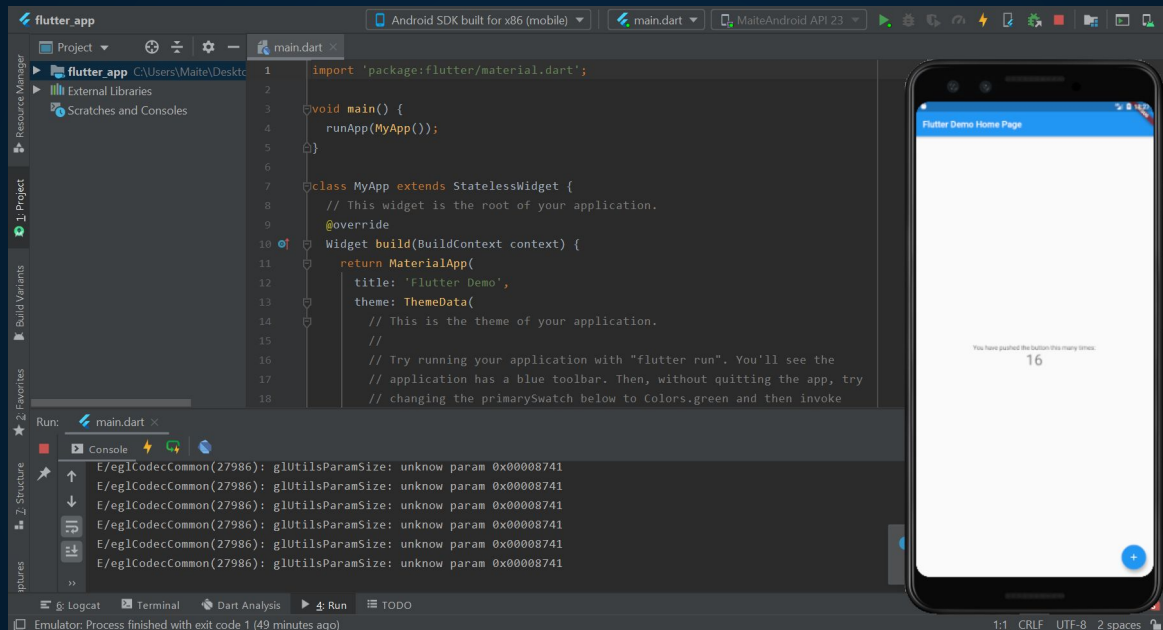 flutter_app
Android SDK built for x86 (mobile)
main.dart
MaiteAndroid API 23
Project
main.dart
Resource Manager
1: Project
Build Variants
2: Favorites
7: Structure
ptures
flutter_app C:\Users\Maite\Deskto
External Libraries
Scratches and Consoles
1 import 'package:flutter/material.dart';
2
3 void main() {
4 runApp(MyApp());
5 }
6
7 class MyApp extends StatelessWidget {
8 // This widget is the root of your application.
9 @override
10 Widget build(BuildContext context) {
11 return MaterialApp(
12 title: 'Flutter Demo',
13 theme: ThemeData(
14 // This is the theme of your application.
15 //
16 // Try running your application with "flutter run". You'll see the
17 // application has a blue toolbar. Then, without quitting the app, try
18 // changing the primarySwatch below to Colors.green and then invoke
Flutter Demo Home Page
You have pushed the button this many times:
16
+
Run: main.dart
Console
E/eglCodecCommon(27986): glUtilsParamSize: unknow param 0x00008741
E/eglCodecCommon(27986): glUtilsParamSize: unknow param 0x00008741
E/eglCodecCommon(27986): glUtilsParamSize: unknow param 0x00008741
E/eglCodecCommon(27986): glUtilsParamSize: unknow param 0x00008741
E/eglCodecCommon(27986): glUtilsParamSize: unknow param 0x00008741
E/eglCodecCommon(27986): glUtilsParamSize: unknow param 0x00008741
6: Logcat Terminal Dart Analysis 4: Run TODO
Emulator: Process finished with exit code 1 (49 minutes ago)
1:1 CRLF UTF-8 2 spaces